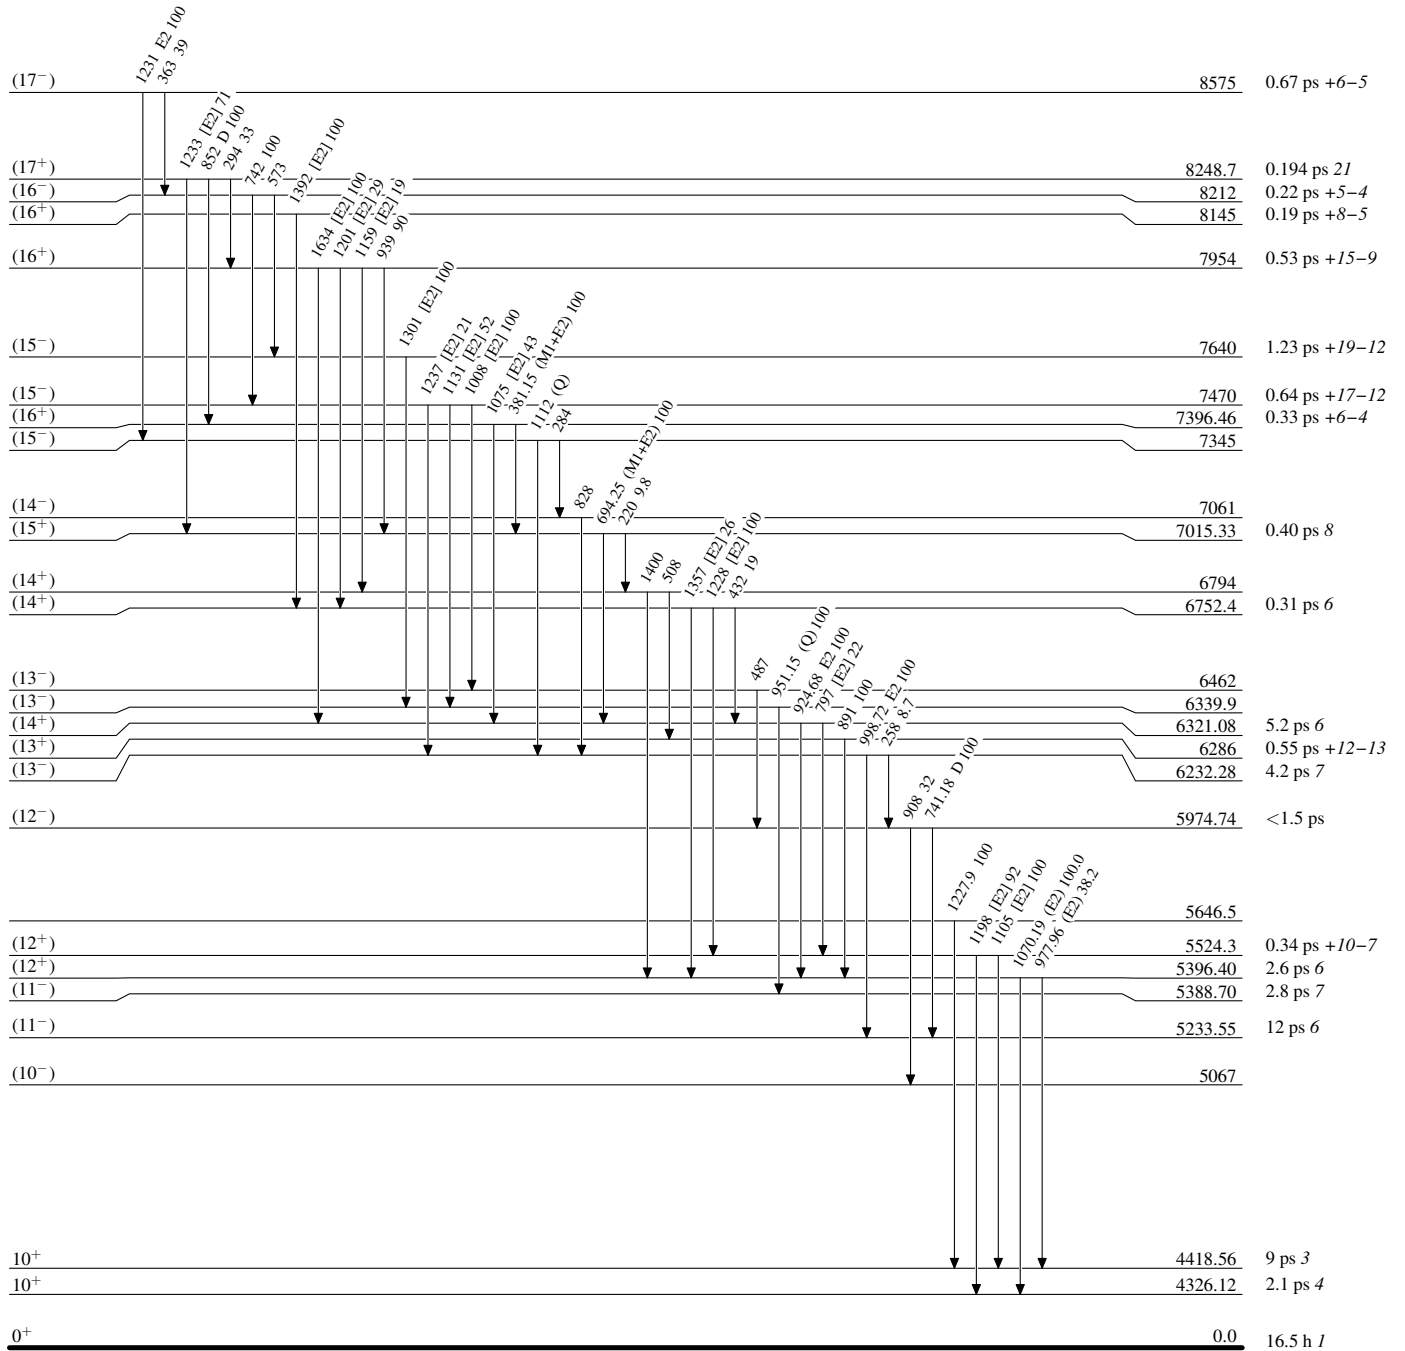 1231 E2 100
363 39
(17−) 8575 0.67 ps +6−5
1233 [E2] 71
852 D 100
294 33
(17+) 8248.7 0.194 ps 21
742 100
573
(16−) 8212 0.22 ps +5−4
1392 [E2] 100
(16+) 8145 0.19 ps +8−5
1634 [E2] 100
1201 [E2] 29
1159 [E2] 19
939 90
(16+) 7954 0.53 ps +15−9
1301 [E2] 100
(15−) 7640 1.23 ps +19−12
1237 [E2] 21
1131 [E2] 52
1008 [E2] 100
(15−) 7470 0.64 ps +17−12
1075 [E2] 43
381.15 (M1+E2) 100
(16+) 7396.46 0.33 ps +6−4
1112 (Q)
284
(15−) 7345
828
(14−) 7061
694.25 (M1+E2) 100
220 9.8
(15+) 7015.33 0.40 ps 8
1400
508
(14+) 6794
1357 [E2] 26
1228 [E2] 100
432 19
(14+) 6752.4 0.31 ps 6
487
(13−) 6462
951.15 (Q) 100
(13−) 6339.9
924.68 E2 100
797 [E2] 22
(14+) 6321.08 5.2 ps 6
891 100
(13+) 6286 0.55 ps +12−13
998.72 E2 100
258 8.7
(13−) 6232.28 4.2 ps 7
908 32
741.18 D 100
(12−) 5974.74 <1.5 ps
1227.9 100
5646.5
1198 [E2] 92
1105 [E2] 100
(12+) 5524.3 0.34 ps +10−7
1070.19 (E2) 100.0
977.96 (E2) 38.2
(12+) 5396.40 2.6 ps 6
(11−) 5388.70 2.8 ps 7
(11−) 5233.55 12 ps 6
(10−) 5067
10+ 4418.56 9 ps 3
10+ 4326.12 2.1 ps 4
0+ 0.0 16.5 h 1